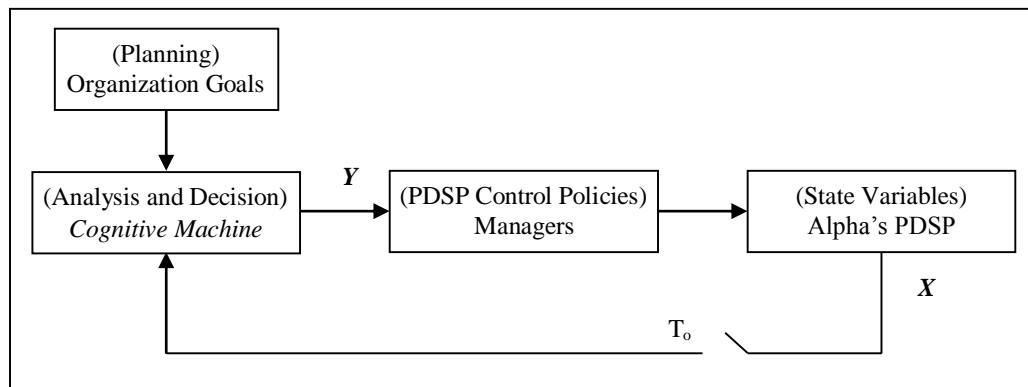 (Planning)
Organization Goals
(Analysis and Decision)
Cognitive Machine
Y
(PDSP Control Policies)
Managers
(State Variables)
Alpha’s PDSP
X
To